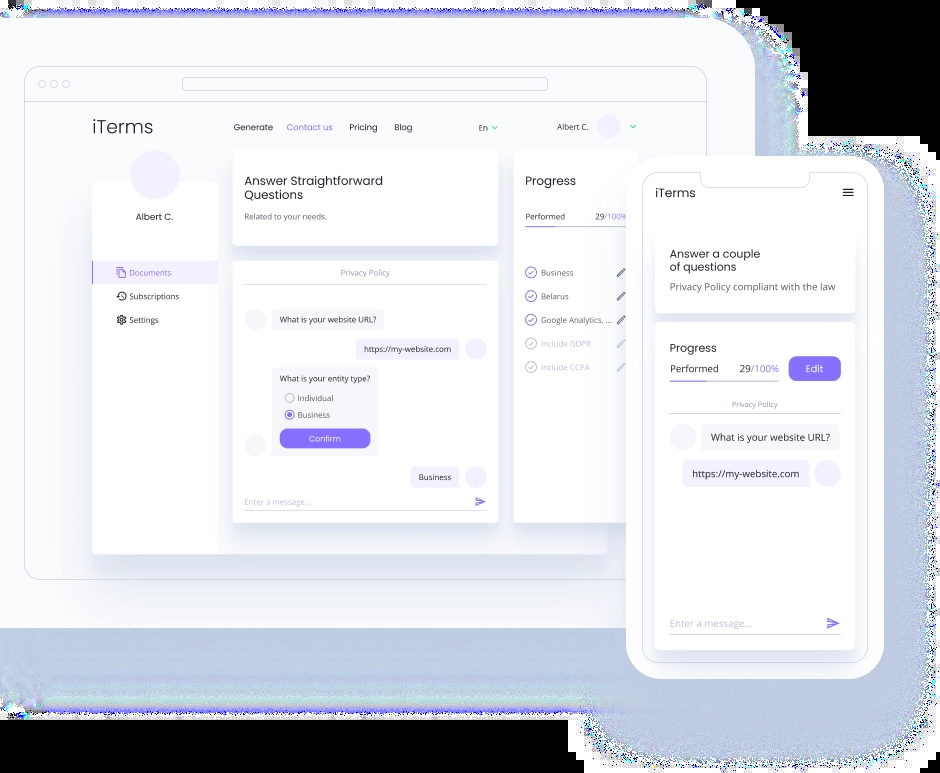 iTerms
Generate Contact us Pricing Blog
En
Albert C.
Albert C.
Documents
Subscriptions
Settings
Answer Straightforward
Questions
Related to your needs.
Privacy Policy
What is your website URL?
https://my-website.com
What is your entity type?
Individual
Business
Confirm
Business
Enter a message...
Progress
Performed 29/100%
Business
Belarus
Google Analytics, ...
Include GDPR
Include CCPA
iTerms
Answer a couple
of questions
Privacy Policy compliant with the law
Progress
Performed 29/100%
Edit
Privacy Policy
What is your website URL?
https://my-website.com
Enter a message...